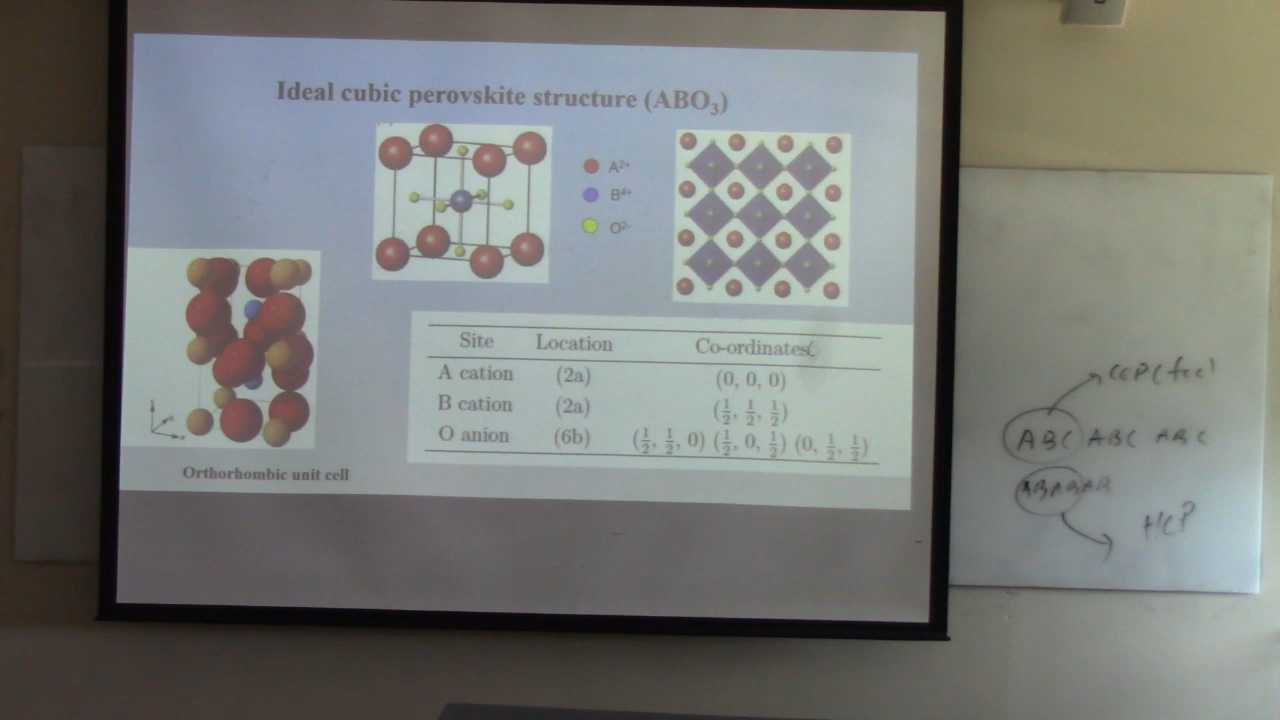 Ideal cubic perovskite structure (ABO₃)
A²⁺
B⁴⁺
O²⁻
Site Location Co-ordinates
A cation (2a) (0, 0, 0)
B cation (2a) (½, ½, ½)
O anion (6b) (½, ½, 0) (½, 0, ½) (0, ½, ½)
Orthorhombic unit cell
CCP (fcc)
ABC ABC ABC
ABABAB
HCP